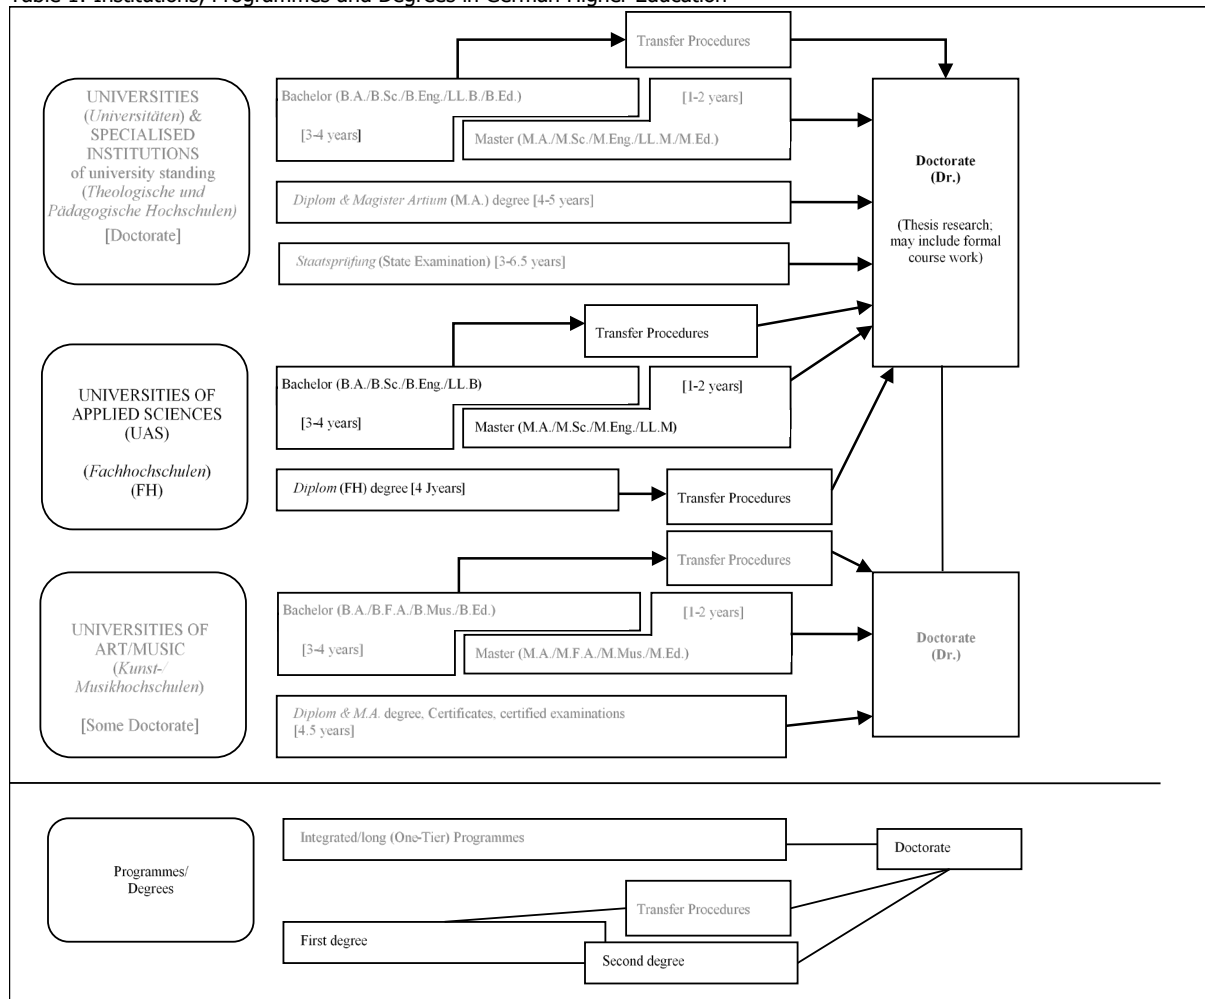 Table 1: Institutions, Programmes and Degrees in German Higher Education
Transfer Procedures
UNIVERSITIES
(Universitäten) &
SPECIALISED
INSTITUTIONS
of university standing
(Theologische und
Pädagogische Hochschulen)
[Doctorate]
Bachelor (B.A./B.Sc./B.Eng./LL.B./B.Ed.)
[3-4 years]
[1-2 years]
Master (M.A./M.Sc./M.Eng./LL.M./M.Ed.)
Diplom & Magister Artium (M.A.) degree [4-5 years]
Staatsprüfung (State Examination) [3-6.5 years]
Doctorate
(Dr.)
(Thesis research;
may include formal
course work)
Transfer Procedures
UNIVERSITIES OF
APPLIED SCIENCES
(UAS)
(Fachhochschulen)
(FH)
Bachelor (B.A./B.Sc./B.Eng./LL.B)
[3-4 years]
[1-2 years]
Master (M.A./M.Sc./M.Eng./LL.M)
Diplom (FH) degree [4 Jyears]
Transfer Procedures
Transfer Procedures
UNIVERSITIES OF
ART/MUSIC
(Kunst-/
Musikhochschulen)
[Some Doctorate]
Bachelor (B.A./B.F.A./B.Mus./B.Ed.)
[3-4 years]
[1-2 years]
Master (M.A./M.F.A./M.Mus./M.Ed.)
Diplom & M.A. degree, Certificates, certified examinations
[4.5 years]
Doctorate
(Dr.)
Programmes/
Degrees
Integrated/long (One-Tier) Programmes
Doctorate
Transfer Procedures
First degree
Second degree